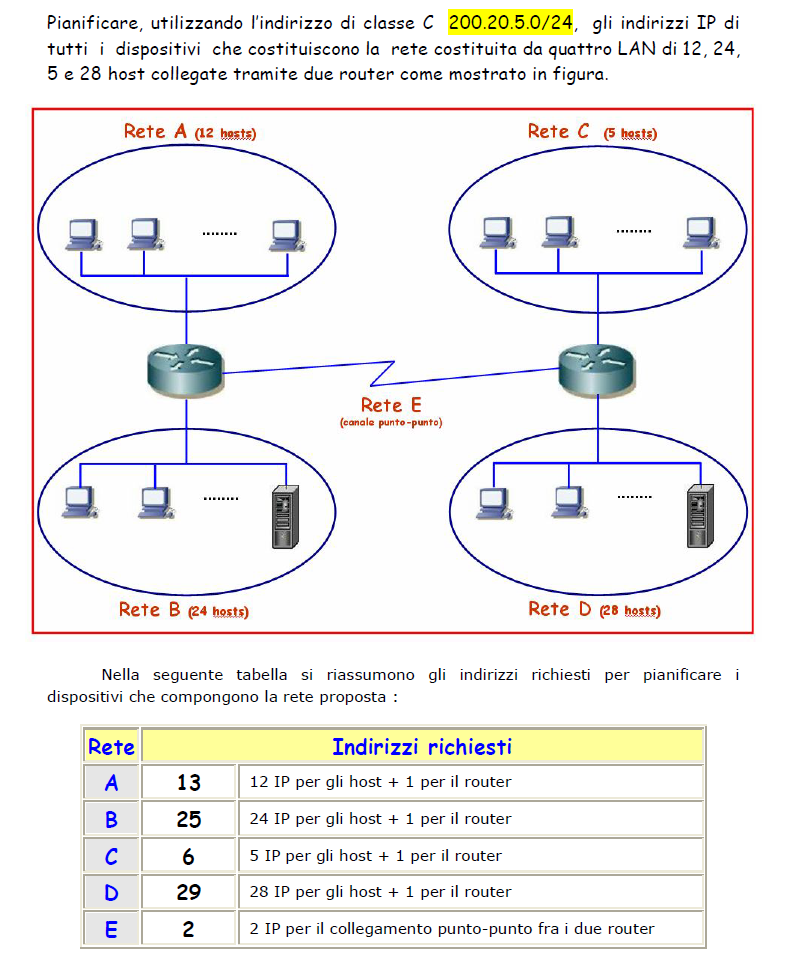 Pianificare, utilizzando l'indirizzo di classe C 200.20.5.0/24, gli indirizzi IP di
tutti i dispositivi che costituiscono la rete costituita da quattro LAN di 12, 24,
5 e 28 host collegate tramite due router come mostrato in figura.
Rete A (12 hosts)
Rete C (5 hosts)
........
........
Rete E
(canale punto-punto)
........
........
Rete B (24 hosts)
Rete D (28 hosts)
Nella seguente tabella si riassumono gli indirizzi richiesti per pianificare i
dispositivi che compongono la rete proposta :
Rete Indirizzi richiesti
A 13 12 IP per gli host + 1 per il router
B 25 24 IP per gli host + 1 per il router
C 6 5 IP per gli host + 1 per il router
D 29 28 IP per gli host + 1 per il router
E 2 2 IP per il collegamento punto-punto fra i due router